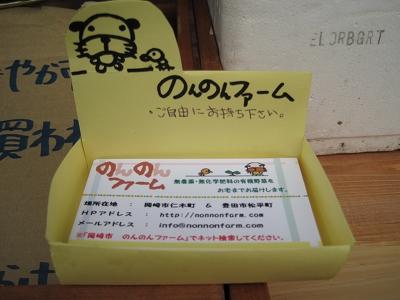 ELORBGRT
のんのんファーム
ご自由にお持ち下さい。
のんのん
ファーム
無農薬・無化学肥料の有機野菜を
お宅までお届けします。
場所在地 : 岡崎市仁木町 & 豊田市松平町
HPアドレス : http://nonnonfarm.com
メールアドレス : info@nonnonfarm.com
※「岡崎市 のんのんファーム」でネット検索してください。
買わ